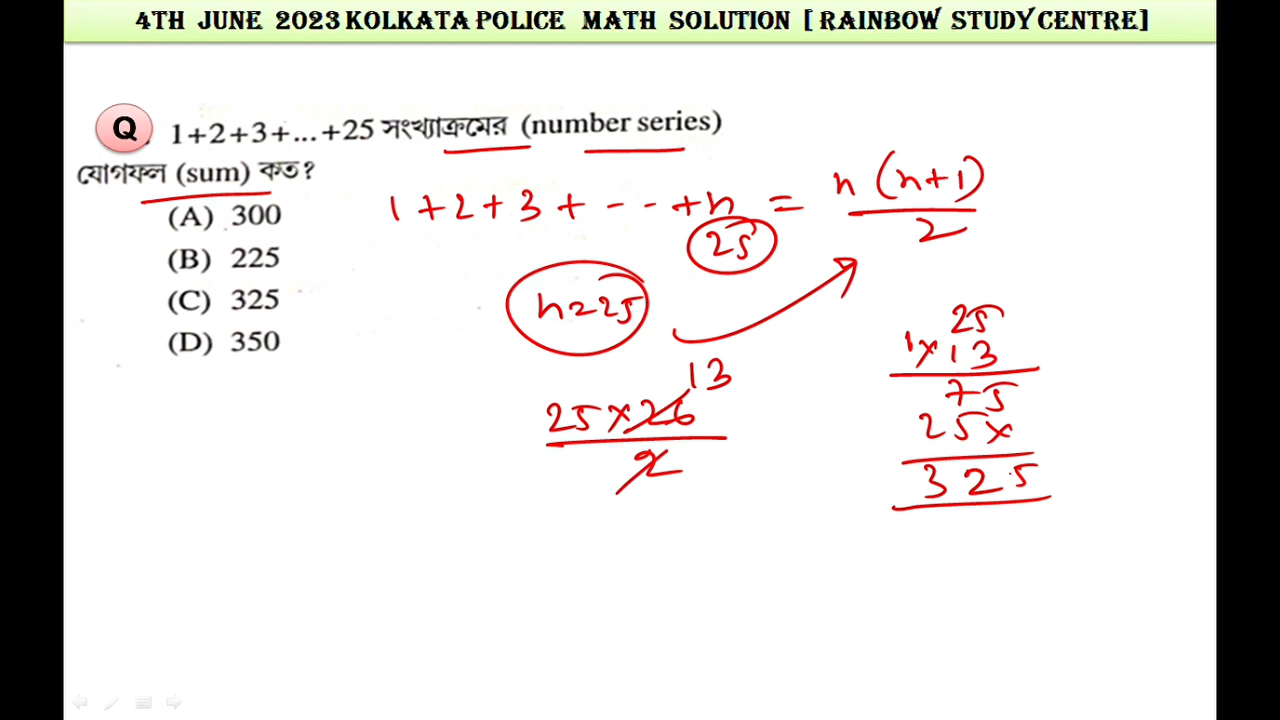 4TH JUNE 2023 KOLKATA POLICE MATH SOLUTION [ RAINBOW STUDY CENTRE]
Q 1+2+3+...+25 সংখ্যাক্রমের (number series)
যোগফল (sum) কত?
(A) 300
(B) 225
(C) 325
(D) 350
1+2+3+---+n = n(n+1)
2
25
n=25
13
25×26
2
25
1×13
75
25×
325